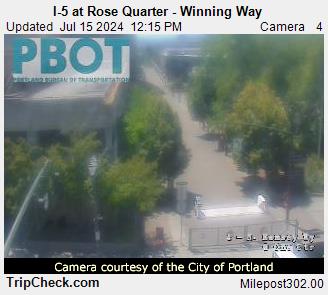 I-5 at Rose Quarter - Winning Way
Updated Jul 15 2024 12:15 PM Camera 4
PBOT
PORTLAND BUREAU OF TRANSPORTATION
Camera courtesy of the City of Portland
TripCheck.com Milepost302.00